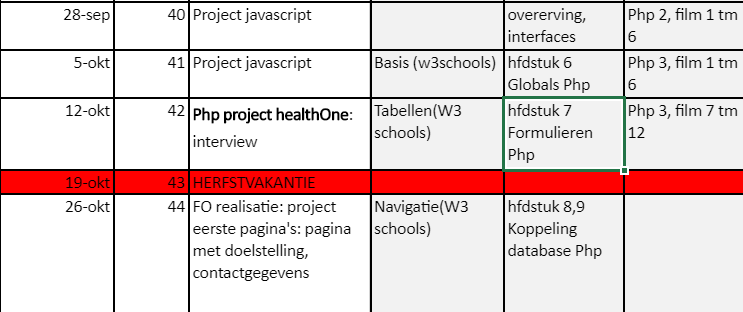 28-sep 40 Project javascript overerving, Php 2, film 1 tm
interfaces 6
5-okt 41 Project javascript Basis (w3schools) hfdstuk 6 Php 3, film 1 tm
Globals Php 6
12-okt 42 Php project healthOne: Tabellen(W3 hfdstuk 7 Php 3, film 7 tm
interview schools) Formulieren 12
Php
19-okt 43 HERFSTVAKANTIE
26-okt 44 FO realisatie: project Navigatie(W3 hfdstuk 8,9
eerste pagina's: pagina schools) Koppeling
met doelstelling, database Php
contactgegevens